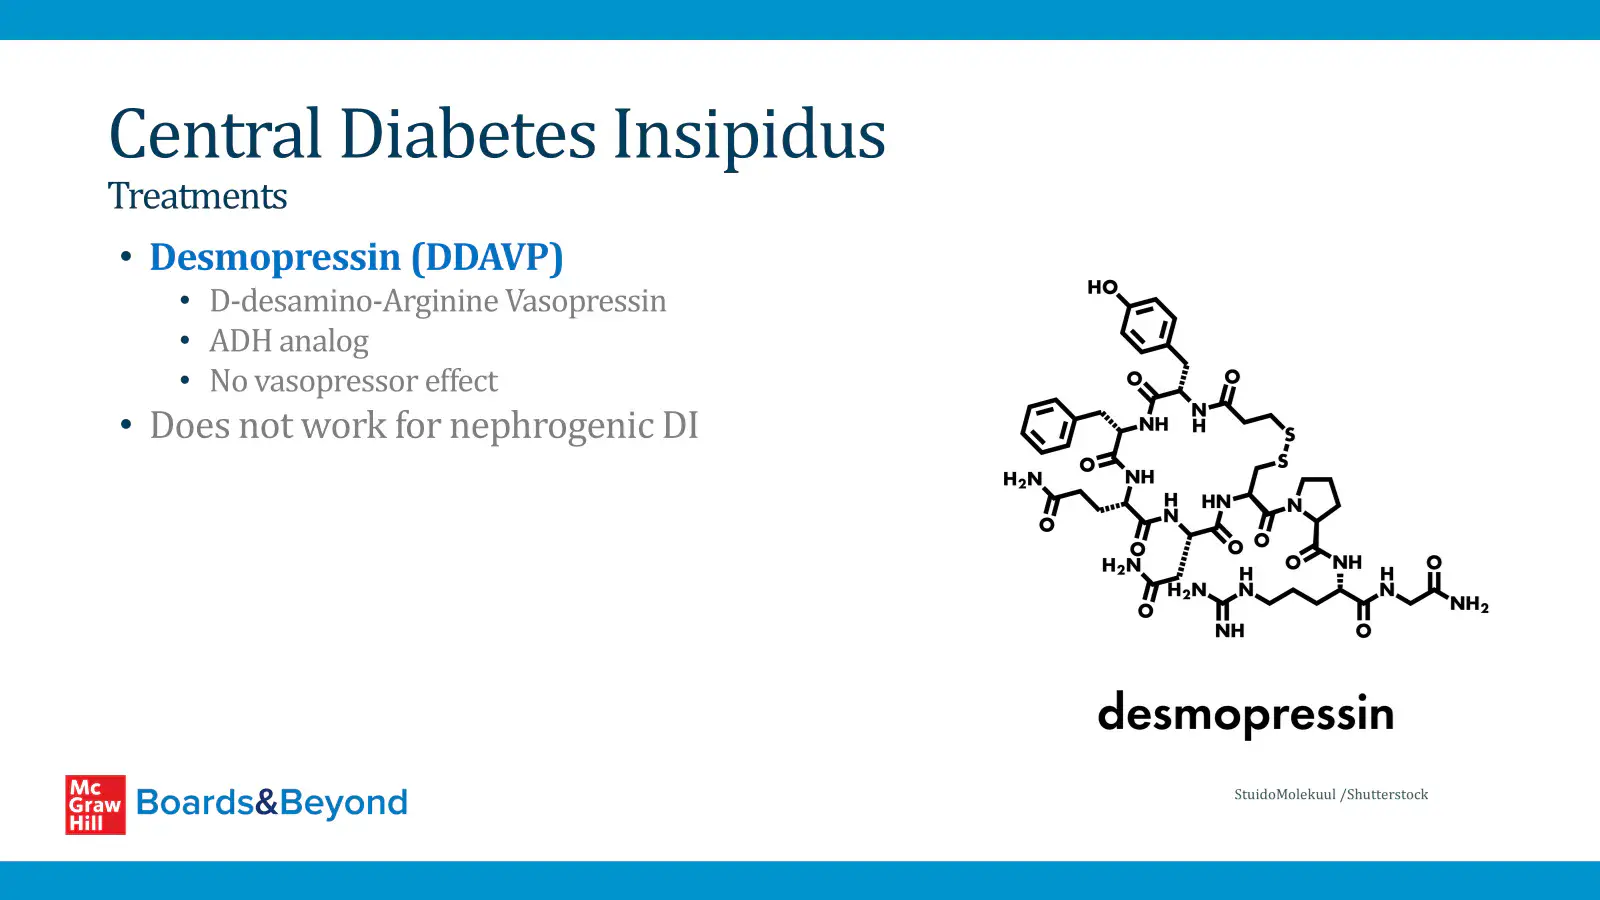 Central Diabetes Insipidus
Treatments
• Desmopressin (DDAVP)
• D-desamino-Arginine Vasopressin
• ADH analog
• No vasopressor effect
• Does not work for nephrogenic DI
HO
O
O
NH
N
H
S
S
O
NH
H₂N
O
H
N
HN
N
O
O
O
O
NH
H₂N
O
H₂N
H
N
NH
O
H
N
O
NH₂
desmopressin
Mc
Graw
Hill
Boards&Beyond
StuidoMolekuul /Shutterstock